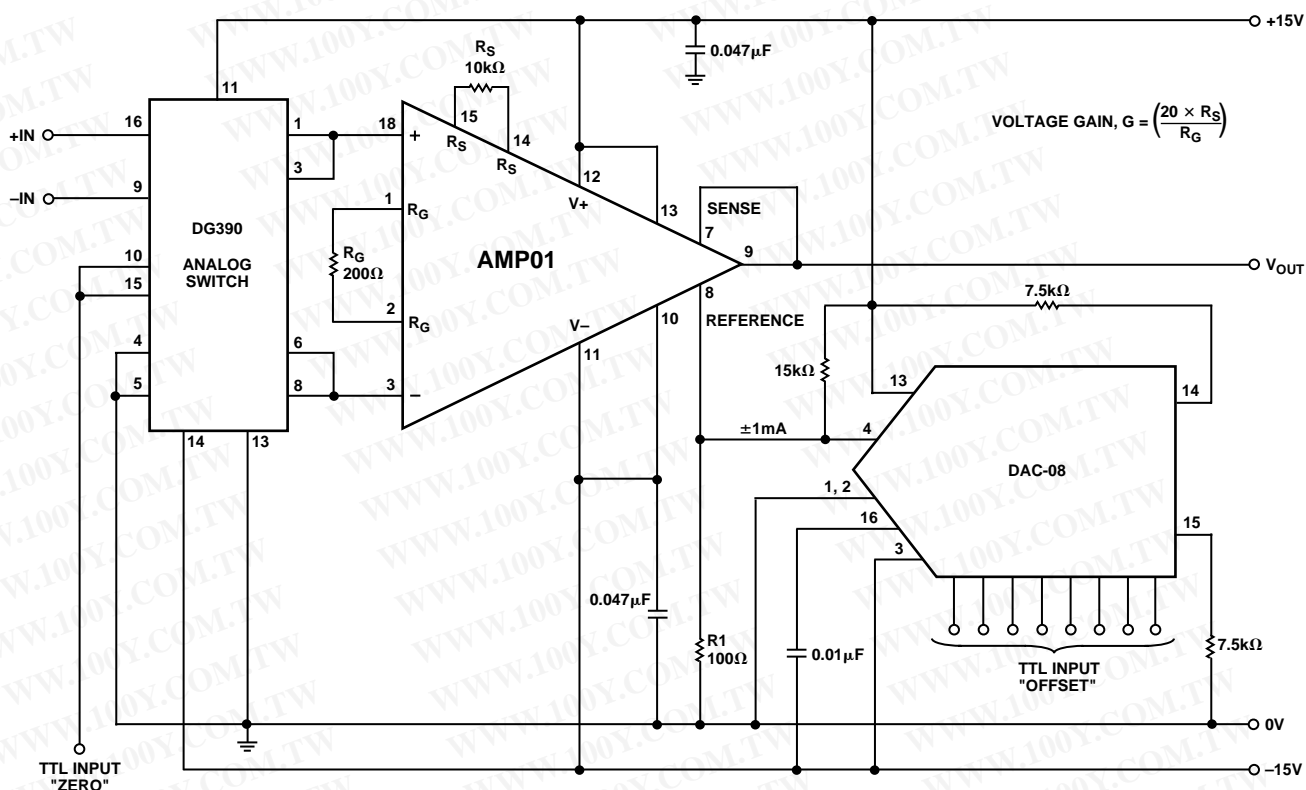 +15V
R_S
10kΩ
0.047μF
11
VOLTAGE GAIN, G = (20 × R_S / R_G)
+IN
16
1
18
+
15
R_S
14
R_S
3
12
V+
13
–IN
9
DG390
ANALOG
SWITCH
1
R_G
R_G
200Ω
AMP01
SENSE
7
9
V_OUT
10
15
2
R_G
V–
11
10
8
REFERENCE
7.5kΩ
4
5
6
8
3
–
15kΩ
13
14
14
13
±1mA
4
DAC-08
1, 2
16
3
15
0.047μF
R1
100Ω
0.01μF
TTL INPUT
"OFFSET"
7.5kΩ
0V
–15V
TTL INPUT
"ZERO"
WWW.100Y.COM.TW